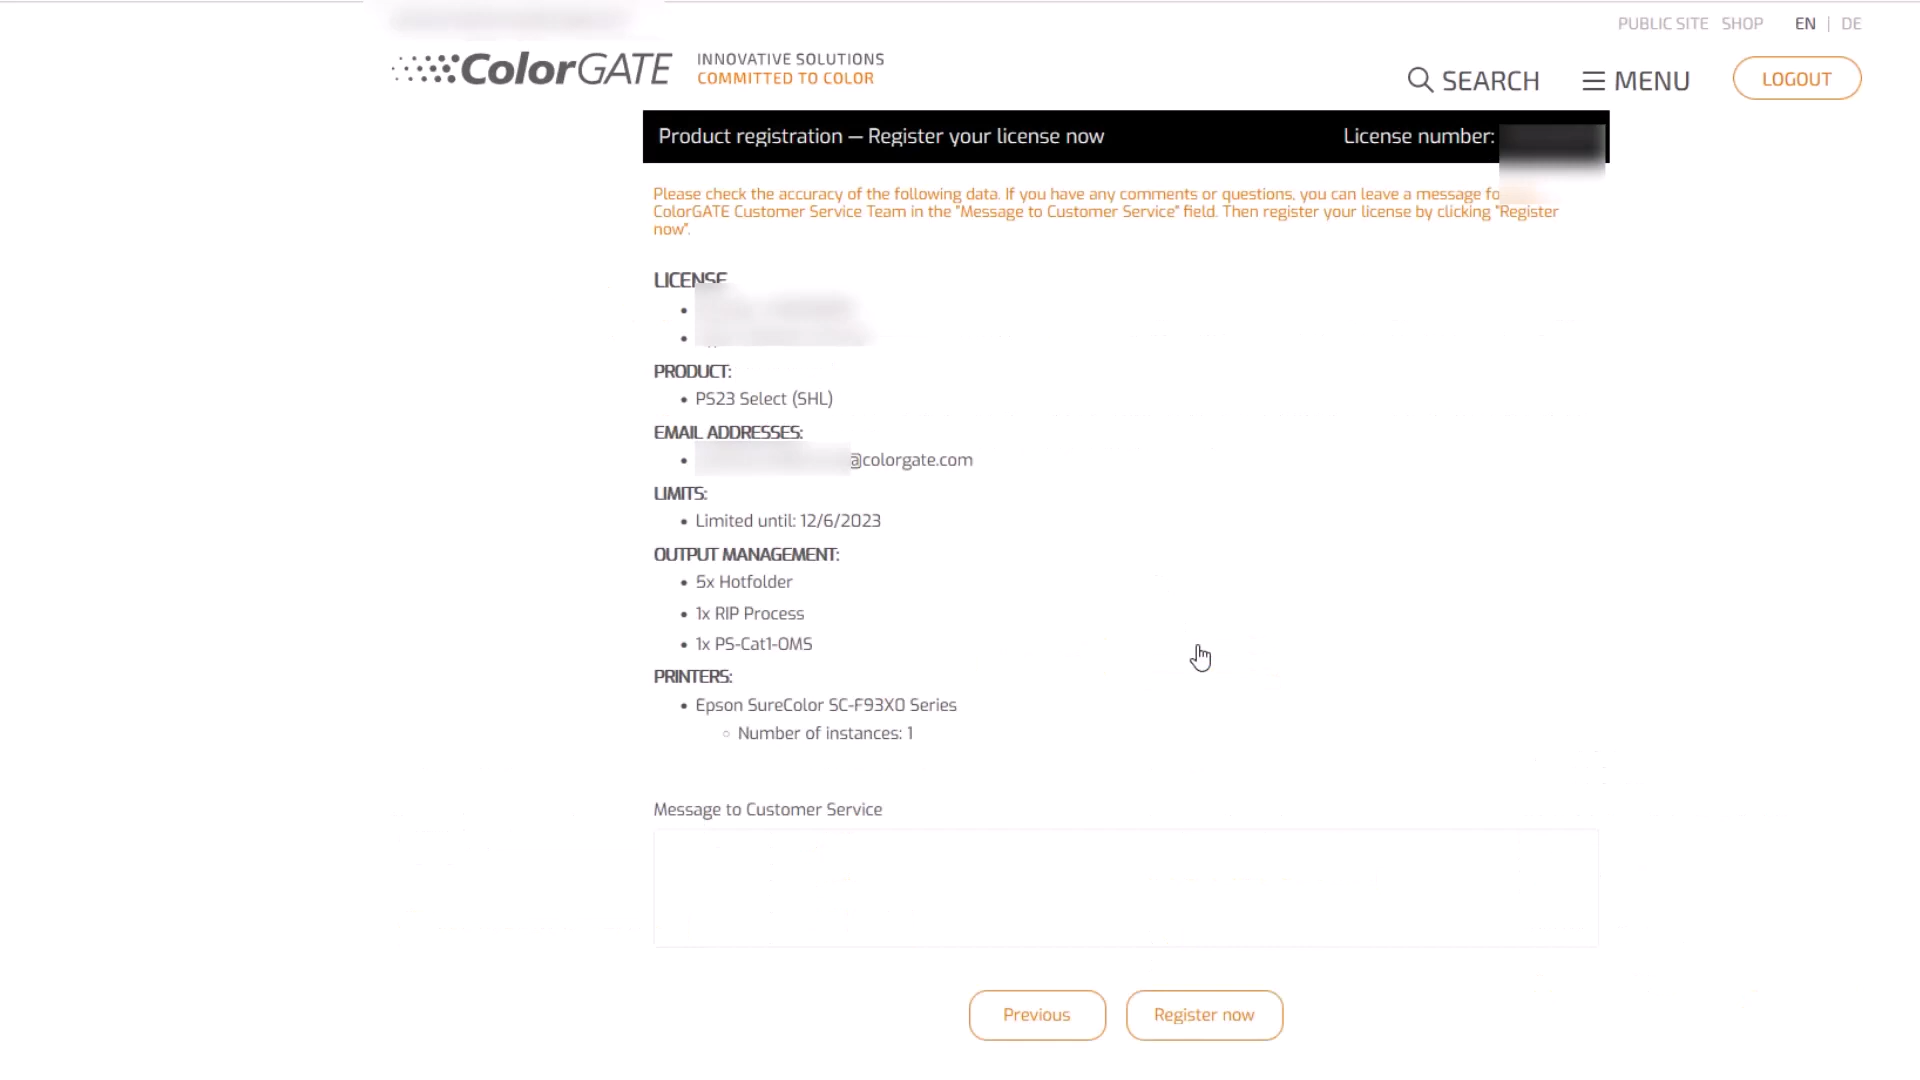 PUBLIC SITE SHOP EN | DE
ColorGATE INNOVATIVE SOLUTIONS
COMMITTED TO COLOR
SEARCH MENU LOGOUT
Product registration — Register your license now License number:
Please check the accuracy of the following data. If you have any comments or questions, you can leave a message fo
ColorGATE Customer Service Team in the "Message to Customer Service" field. Then register your license by clicking "Register
now".
LICENSE
PRODUCT:
PS23 Select (SHL)
EMAIL ADDRESSES:
@colorgate.com
LIMITS:
Limited until: 12/6/2023
OUTPUT MANAGEMENT:
5x Hotfolder
1x RIP Process
1x PS-Cat1-OMS
PRINTERS:
Epson SureColor SC-F93X0 Series
Number of instances: 1
Message to Customer Service
Previous Register now